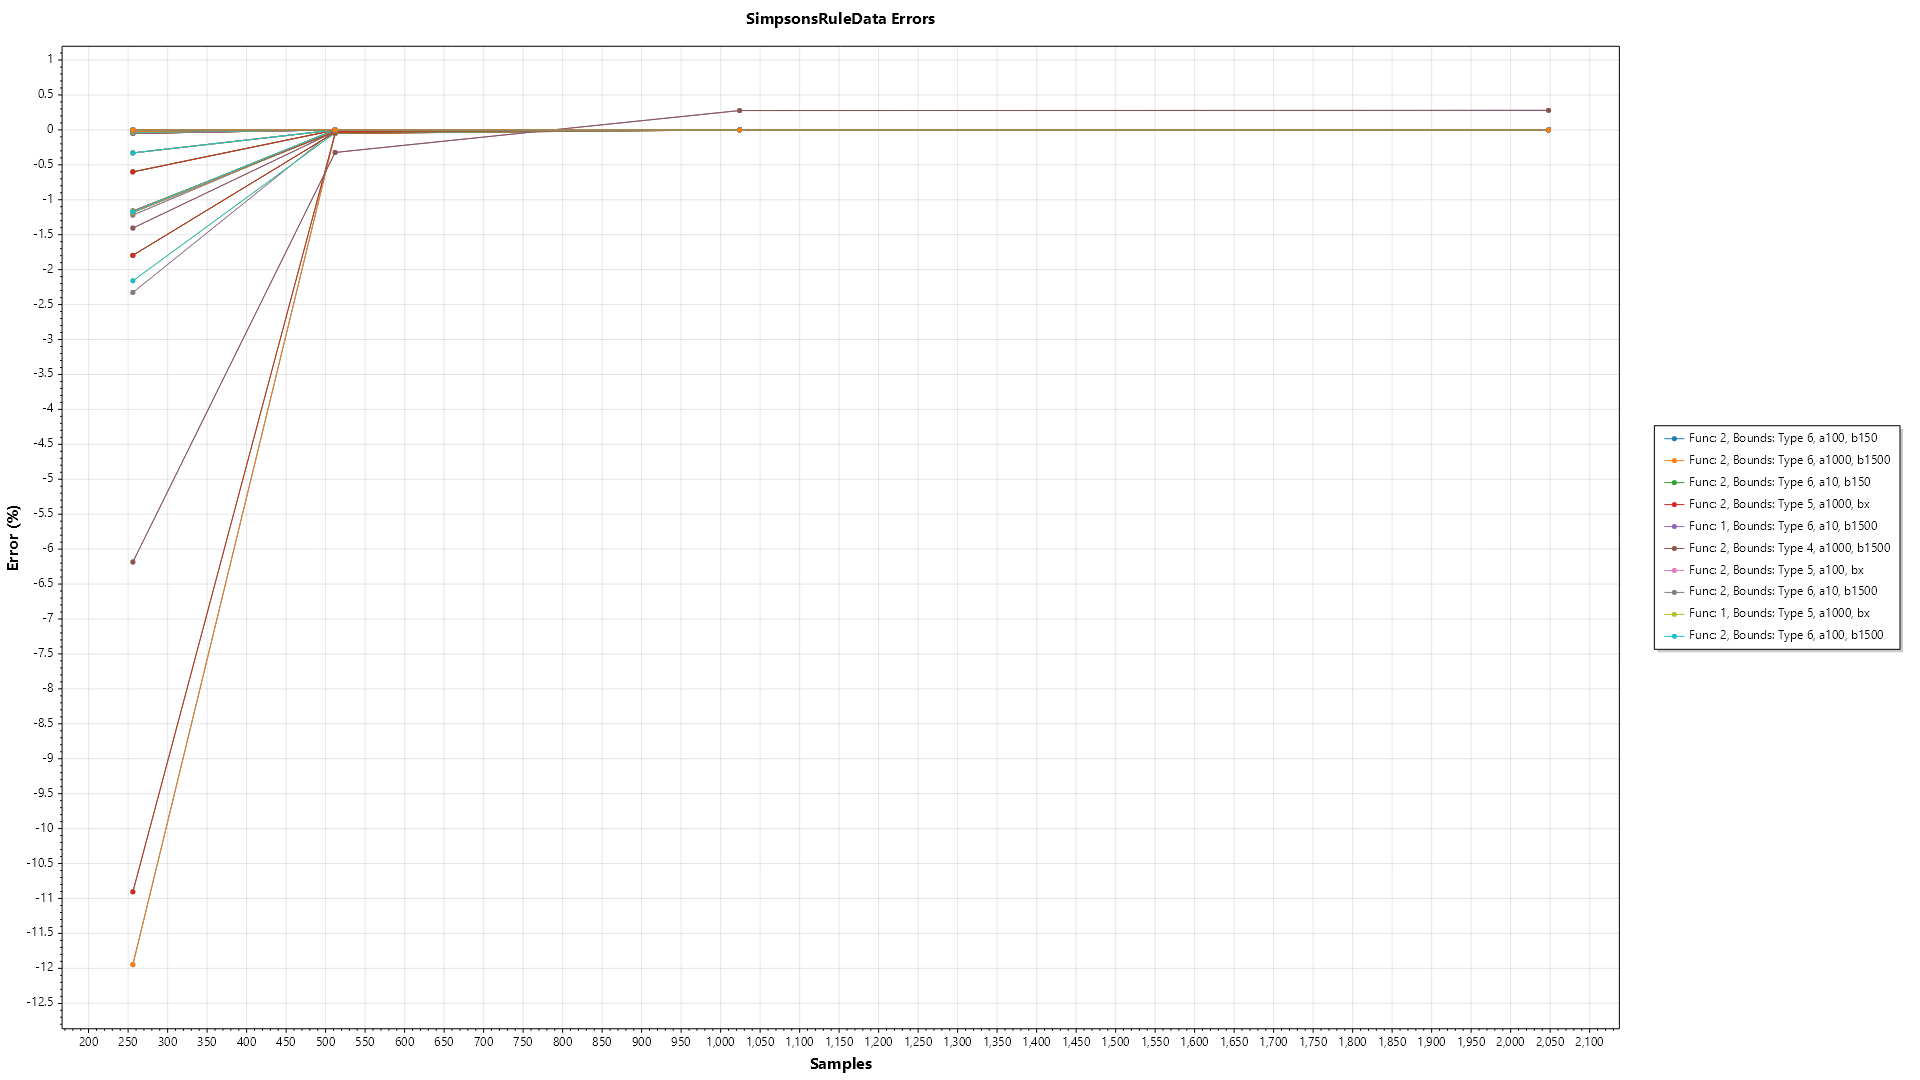 SimpsonsRuleData Errors
1
0.5
0
-0.5
-1
-1.5
-2
-2.5
-3
-3.5
-4
-4.5
-5
-5.5
-6
-6.5
-7
-7.5
-8
-8.5
-9
-9.5
-10
-10.5
-11
-11.5
-12
-12.5
Error (%)
200 250 300 350 400 450 500 550 600 650 700 750 800 850 900 950 1,000 1,050 1,100 1,150 1,200 1,250 1,300 1,350 1,400 1,450 1,500 1,550 1,600 1,650 1,700 1,750 1,800 1,850 1,900 1,950 2,000 2,050 2,100
Samples
Func: 2, Bounds: Type 6, a100, b150
Func: 2, Bounds: Type 6, a1000, b1500
Func: 2, Bounds: Type 6, a10, b150
Func: 2, Bounds: Type 5, a1000, bx
Func: 1, Bounds: Type 6, a10, b1500
Func: 2, Bounds: Type 4, a1000, b1500
Func: 2, Bounds: Type 5, a100, bx
Func: 2, Bounds: Type 6, a10, b1500
Func: 1, Bounds: Type 5, a1000, bx
Func: 2, Bounds: Type 6, a100, b1500